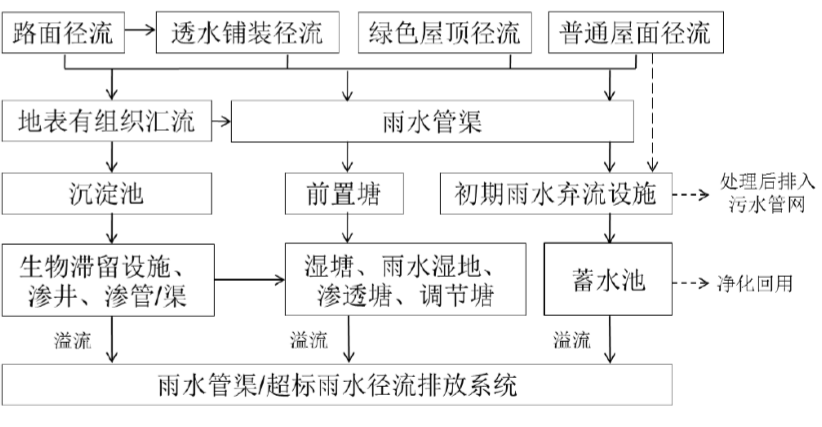 路面径流
透水铺装径流
绿色屋顶径流
普通屋面径流
地表有组织汇流
雨水管渠
沉淀池
前置塘
初期雨水弃流设施
处理后排入
污水管网
生物滞留设施、
渗井、渗管/渠
湿塘、雨水湿地、
渗透塘、调节塘
蓄水池
净化回用
溢流
溢流
溢流
雨水管渠/超标雨水径流排放系统